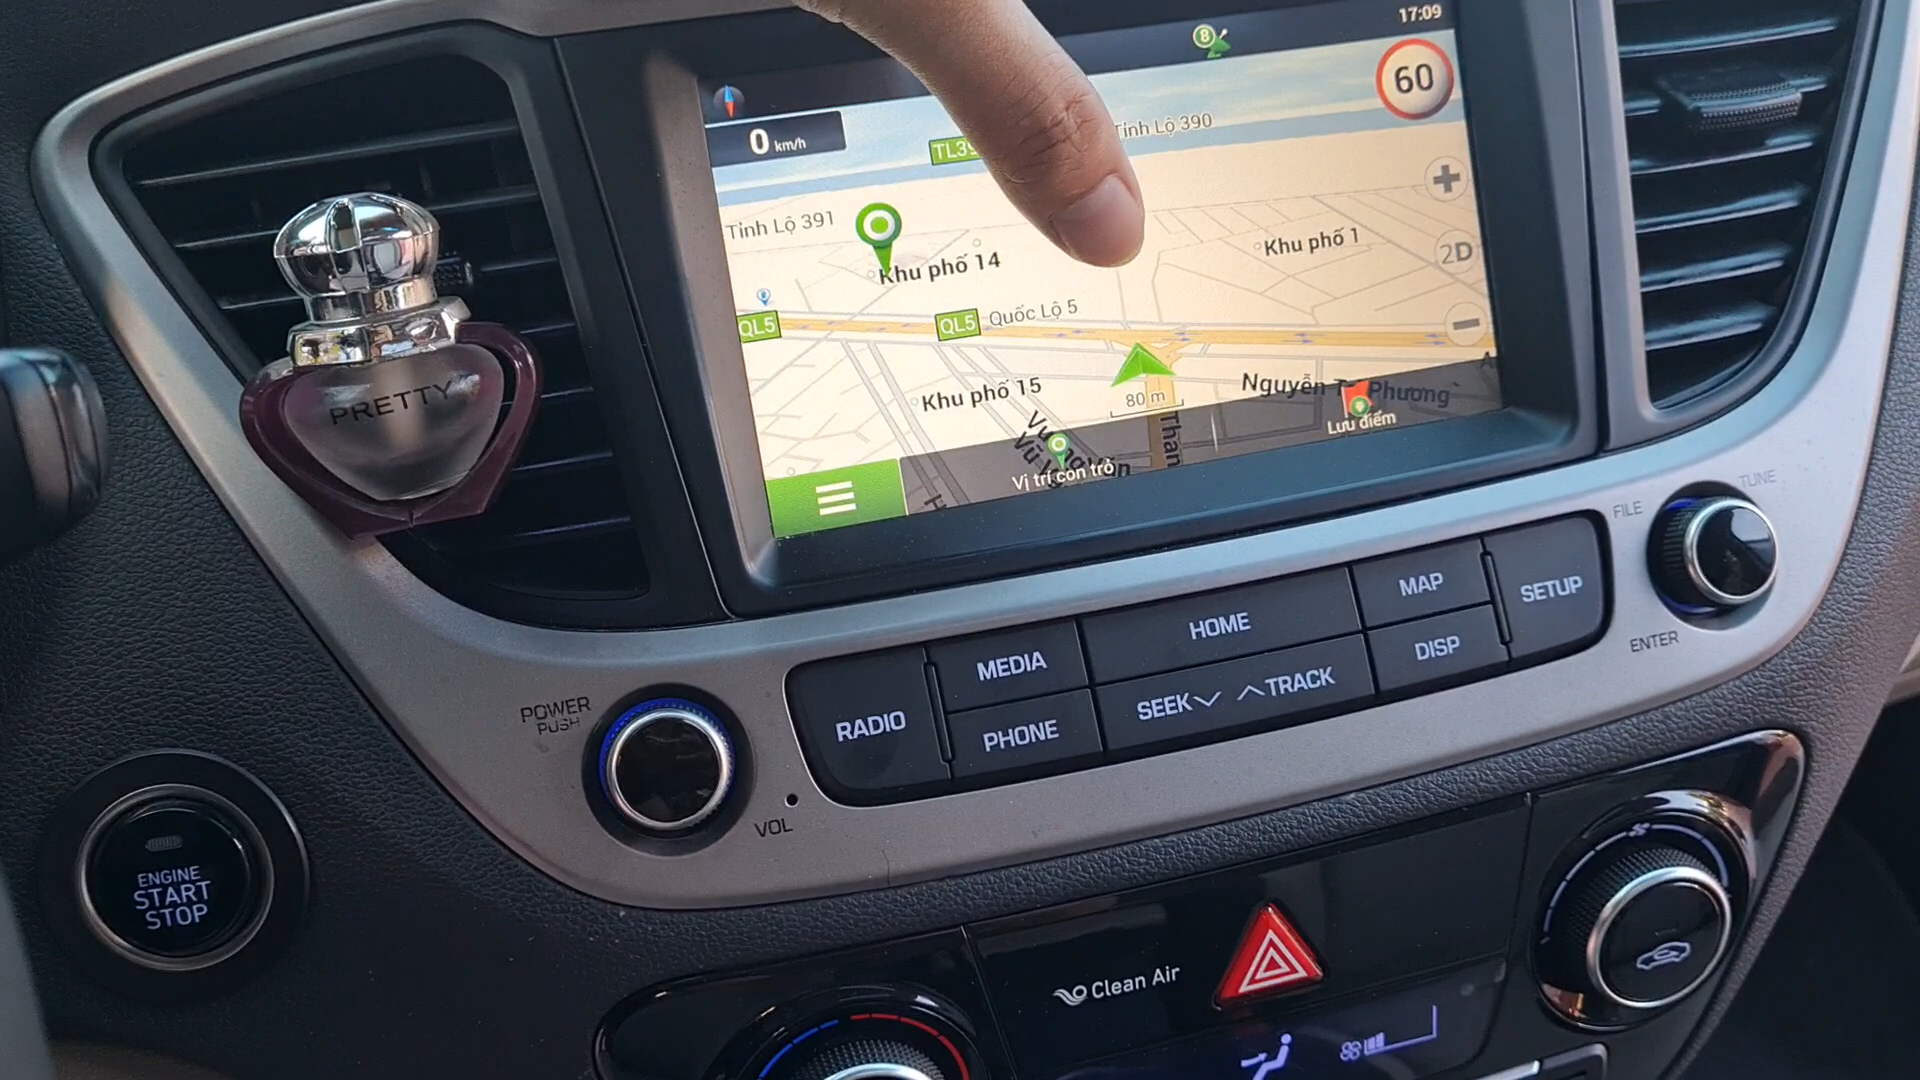 17:09
8
60
0 km/h
TL39
Tỉnh Lộ 390
Tỉnh Lộ 391
Khu phố 14
Khu phố 1
2D
QL5
QL5
Quốc Lộ 5
Khu phố 15
80 m
Nguyễn T Phương
Lưu điểm
Vị trí con trỏ
PRETTY
FILE
TUNE
ENTER
MAP
SETUP
HOME
DISP
MEDIA
SEEK
TRACK
RADIO
PHONE
POWER
PUSH
VOL
ENGINE
START
STOP
Clean Air